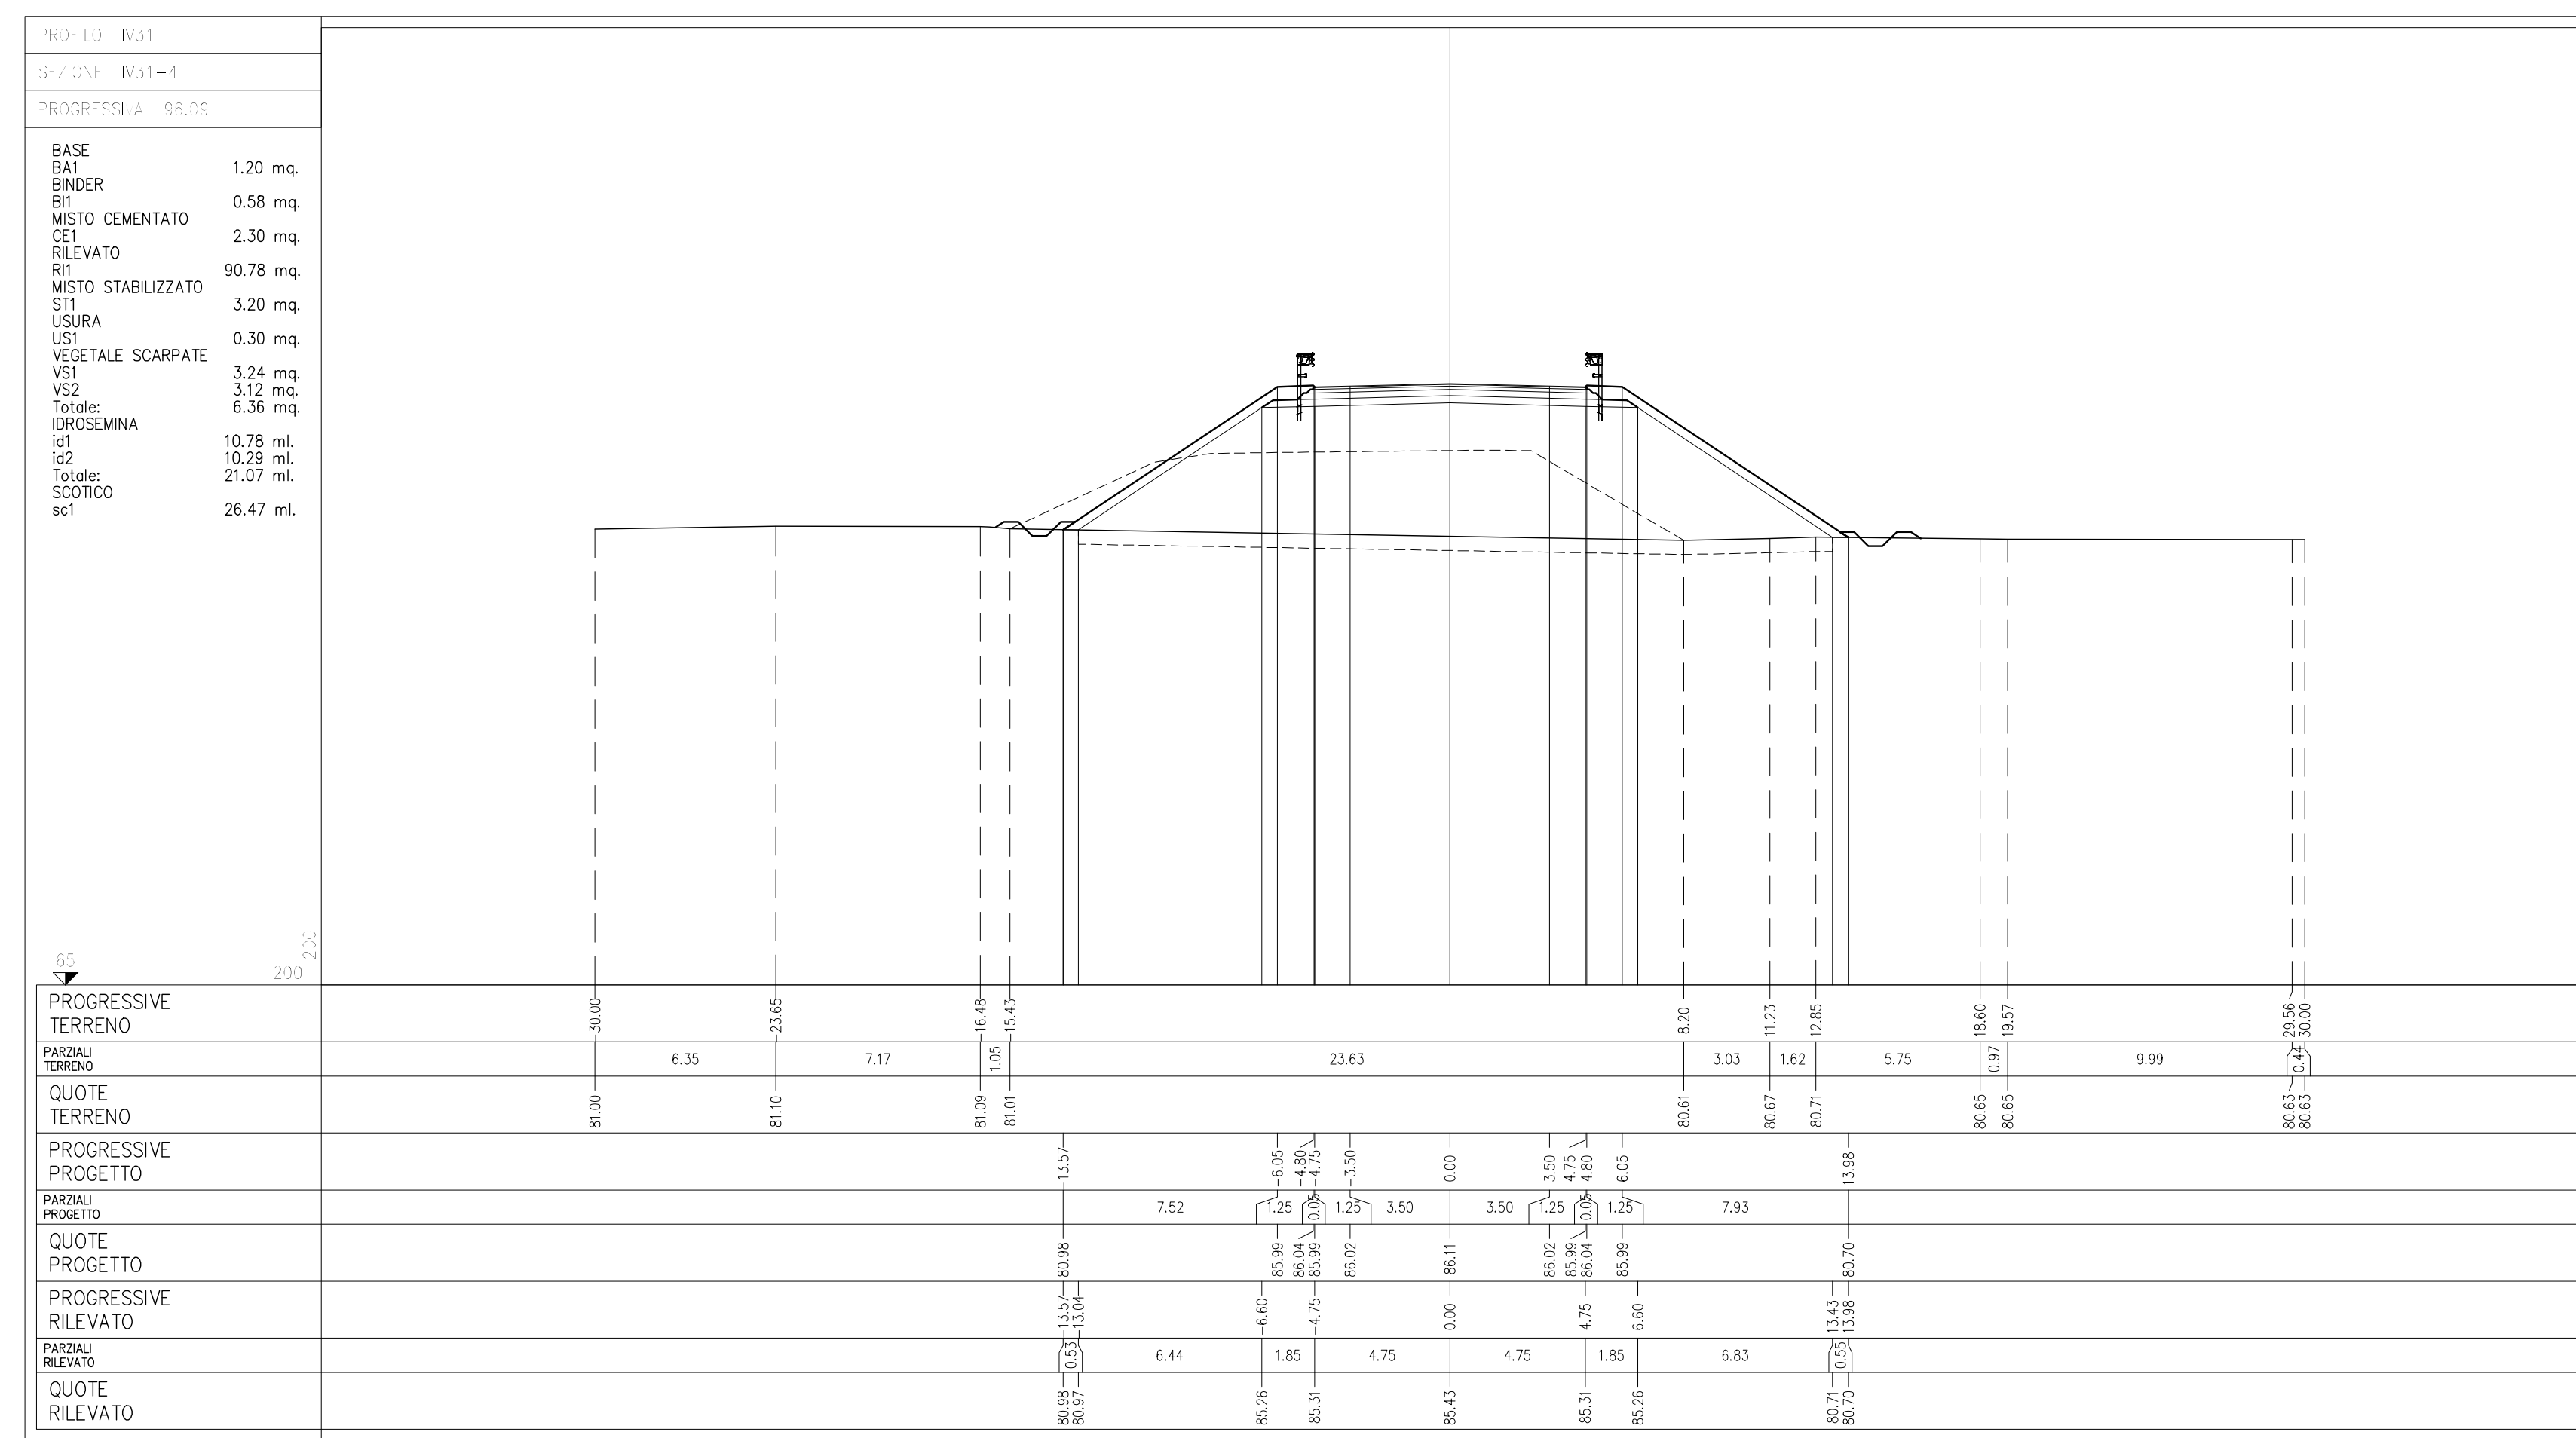 PROFILO IV31
SEZIONE IV31-4
PROGRESSIVA 96.09
BASE
BA1 1.20 mq.
BINDER
BI1 0.58 mq.
MISTO CEMENTATO
CE1 2.30 mq.
RILEVATO
RI1 90.78 mq.
MISTO STABILIZZATO
ST1 3.20 mq.
USURA
US1 0.30 mq.
VEGETALE SCARPATE
VS1 3.24 mq.
VS2 3.12 mq.
Totale: 6.36 mq.
IDROSEMINA
id1 10.78 ml.
id2 10.29 ml.
Totale: 21.07 ml.
SCOTICO
sc1 26.47 ml.
65
200
200
PROGRESSIVE
TERRENO
-30.00 -23.65 -16.48 -15.43 8.20 11.23 12.85 18.60 19.57 29.56 30.00
PARZIALI
TERRENO
6.35 7.17 1.05 23.63 3.03 1.62 5.75 0.97 9.99 0.44
QUOTE
TERRENO
81.00 81.10 81.09 81.01 80.61 80.67 80.71 80.65 80.65 80.63 80.63
PROGRESSIVE
PROGETTO
-13.57 -6.05 -4.80 -4.75 -3.50 0.00 3.50 4.75 4.80 6.05 13.98
PARZIALI
PROGETTO
7.52 1.25 0.05 1.25 3.50 3.50 1.25 0.05 1.25 7.93
QUOTE
PROGETTO
80.98 85.99 86.04 85.99 86.02 86.11 86.02 85.99 86.04 85.99 80.70
PROGRESSIVE
RILEVATO
-13.57 -13.04 -6.60 -4.75 0.00 4.75 6.60 13.43 13.98
PARZIALI
RILEVATO
0.53 6.44 1.85 4.75 4.75 1.85 6.83 0.55
QUOTE
RILEVATO
80.98 80.97 85.26 85.31 85.43 85.31 85.26 80.71 80.70